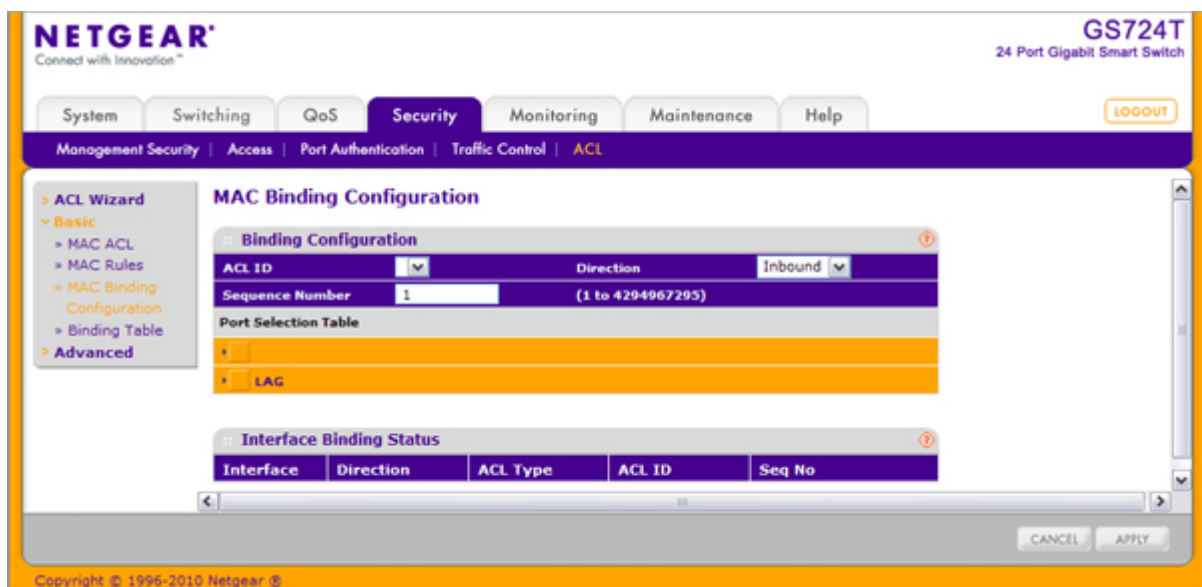 NETGEAR®
Connect with Innovation™
GS724T
24 Port Gigabit Smart Switch
System Switching QoS Security Monitoring Maintenance Help LOGOUT
Management Security | Access | Port Authentication | Traffic Control | ACL
ACL Wizard
Basic
» MAC ACL
» MAC Rules
» MAC Binding
Configuration
» Binding Table
Advanced
MAC Binding Configuration
Binding Configuration ?
ACL ID Direction Inbound
Sequence Number 1 (1 to 4294967295)
Port Selection Table
LAG
Interface Binding Status ?
Interface Direction ACL Type ACL ID Seq No
CANCEL APPLY
Copyright © 1996-2010 Netgear ®